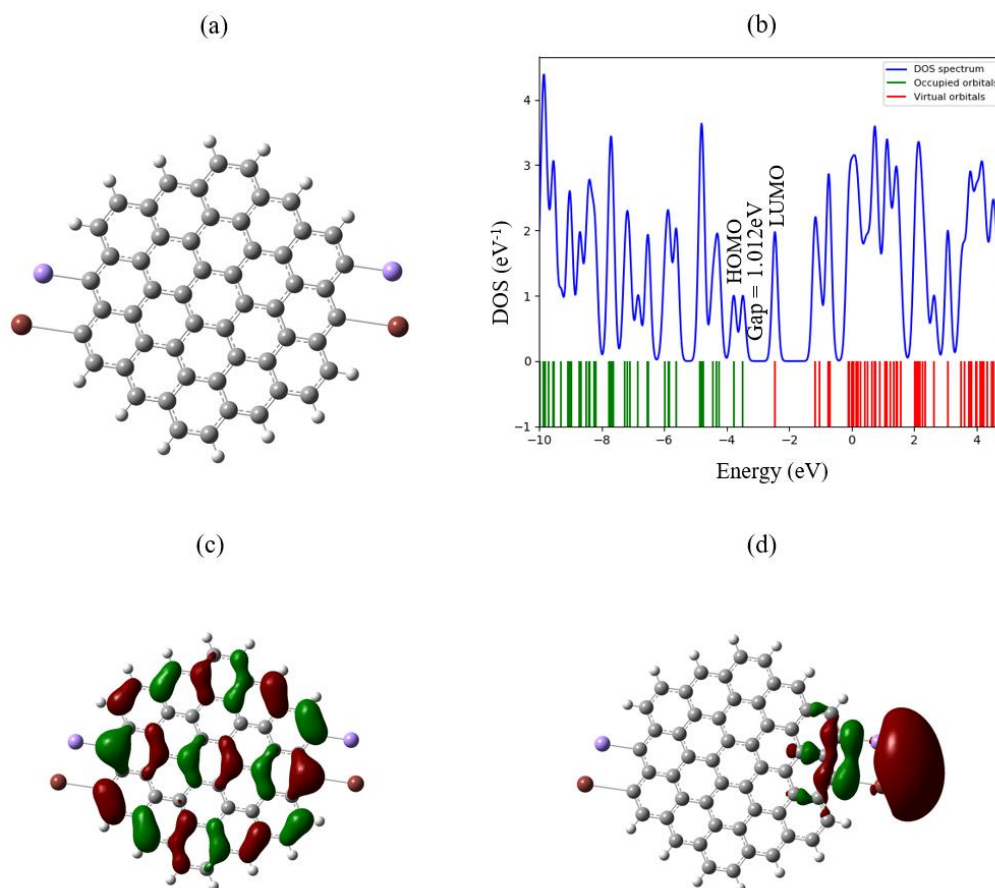 (a)
(b)
DOS spectrum
Occupied orbitals
Virtual orbitals
4
3
2
1
0
−1
DOS (eV-1)
HOMO
Gap = 1.012eV
LUMO
−10
−8
−6
−4
−2
0
2
4
Energy (eV)
(c)
(d)